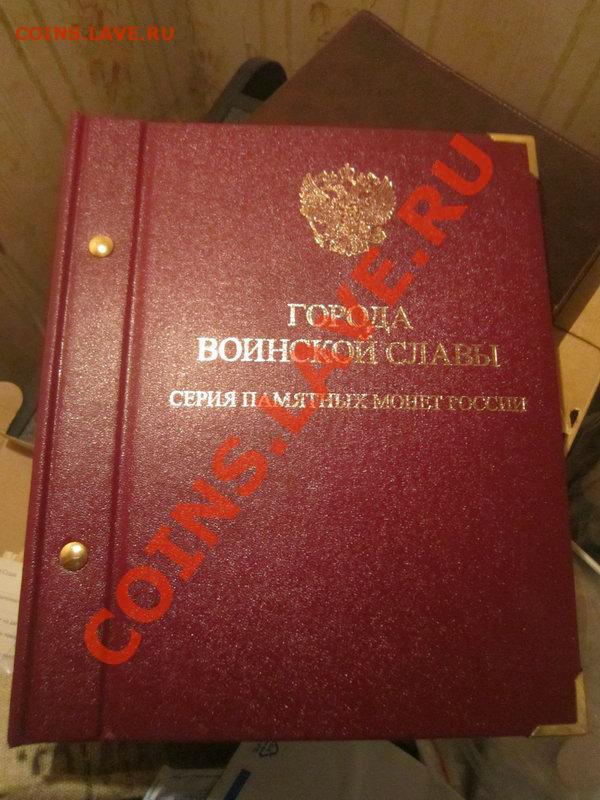 COINS.LAVE.RU
ГОРОДА
ВОИНСКОЙ СЛАВЫ
СЕРИЯ ПАМЯТНЫХ МОНЕТ РОССИИ
COINS.LAVE.RU